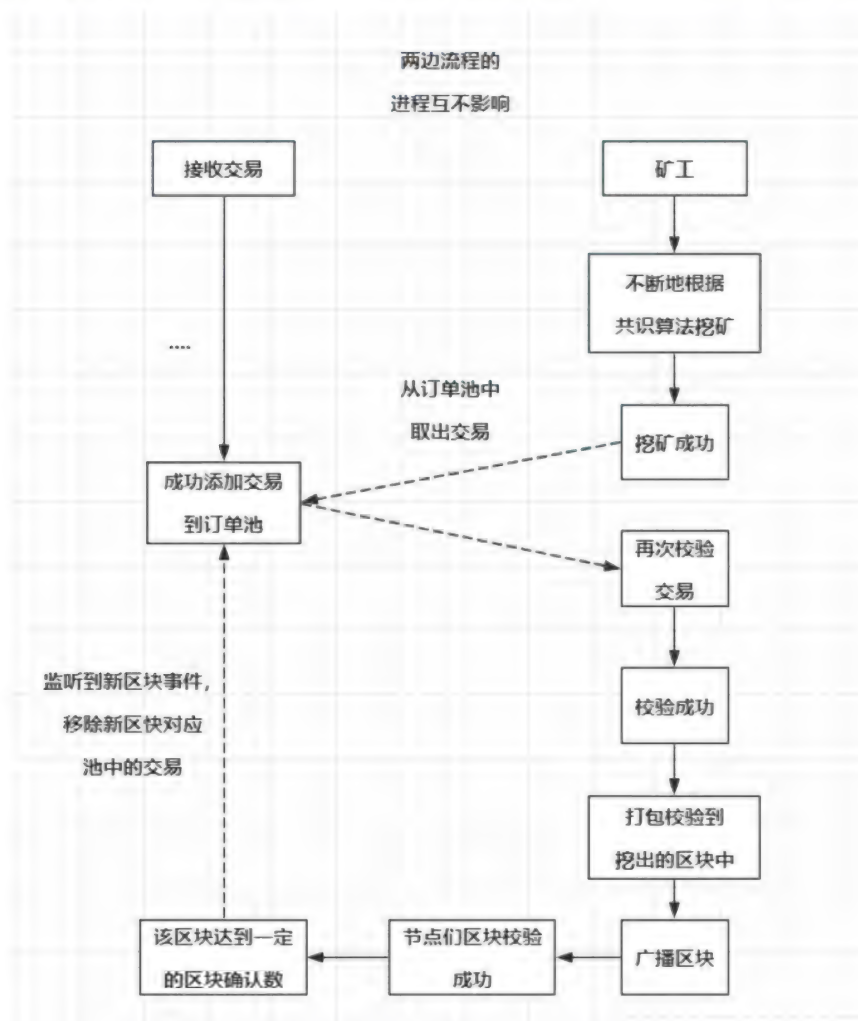 两边流程的
进程互不影响
接收交易
矿工
不断地根据
共识算法挖矿
....
从订单池中
取出交易
挖矿成功
成功添加交易
到订单池
再次校验
交易
监听到新区块事件,
移除新区快对应
池中的交易
校验成功
打包校验到
挖出的区块中
该区块达到一定
的区块确认数
节点们区块校验
成功
广播区块